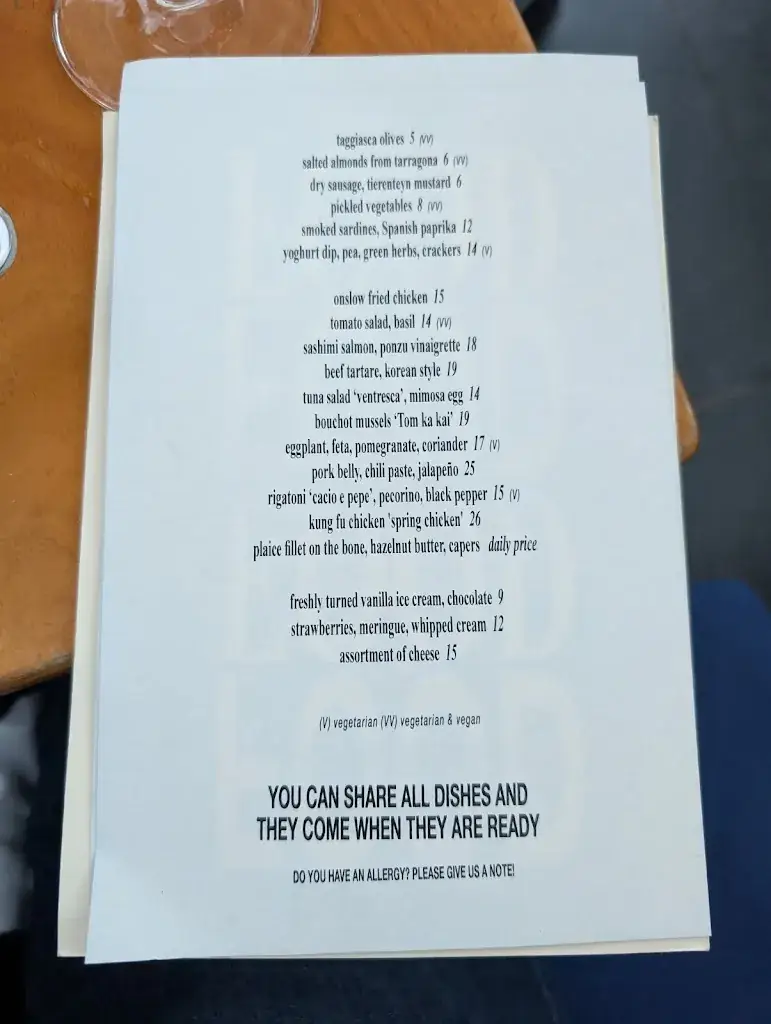 taggiasca olives 5 (VV)
salted almonds from tarragona 6 (VV)
dry sausage, tierenteyn mustard 6
pickled vegetables 8 (VV)
smoked sardines, Spanish paprika 12
yoghurt dip, pea, green herbs, crackers 14 (V)
onslow fried chicken 15
tomato salad, basil 14 (VV)
sashimi salmon, ponzu vinaigrette 18
beef tartare, korean style 19
tuna salad ‘ventresca’, mimosa egg 14
bouchot mussels ‘Tom ka kai’ 19
eggplant, feta, pomegranate, coriander 17 (V)
pork belly, chili paste, jalapeño 25
rigatoni ‘cacio e pepe’, pecorino, black pepper 15 (V)
kung fu chicken 'spring chicken' 26
plaice fillet on the bone, hazelnut butter, capers daily price
freshly turned vanilla ice cream, chocolate 9
strawberries, meringue, whipped cream 12
assortment of cheese 15
(V) vegetarian (VV) vegetarian & vegan
YOU CAN SHARE ALL DISHES AND
THEY COME WHEN THEY ARE READY
DO YOU HAVE AN ALLERGY? PLEASE GIVE US A NOTE!